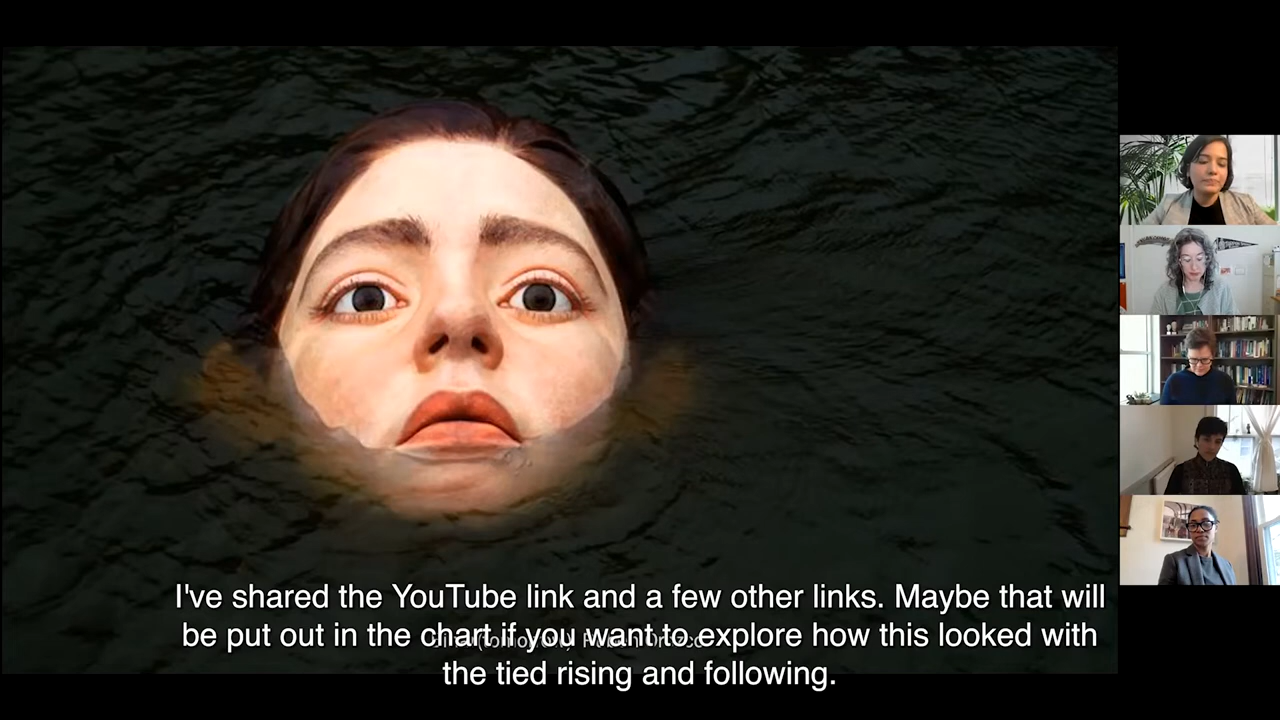 I've shared the YouTube link and a few other links. Maybe that will
be put out in the chart if you want to explore how this looked with
the tied rising and following.